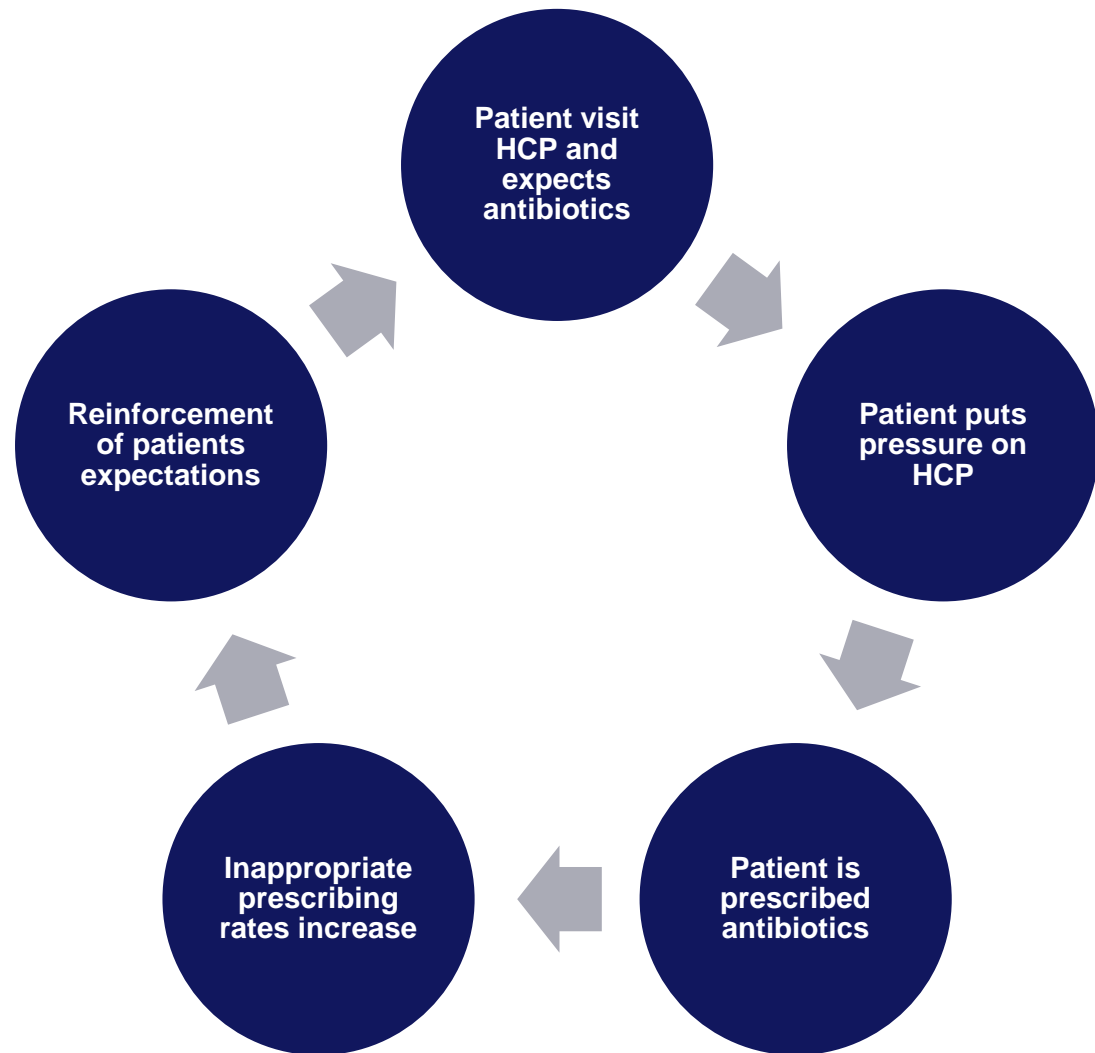 Patient visit
HCP and
expects
antibiotics
Patient puts
pressure on
HCP
Patient is
prescribed
antibiotics
Inappropriate
prescribing
rates increase
Reinforcement
of patients
expectations